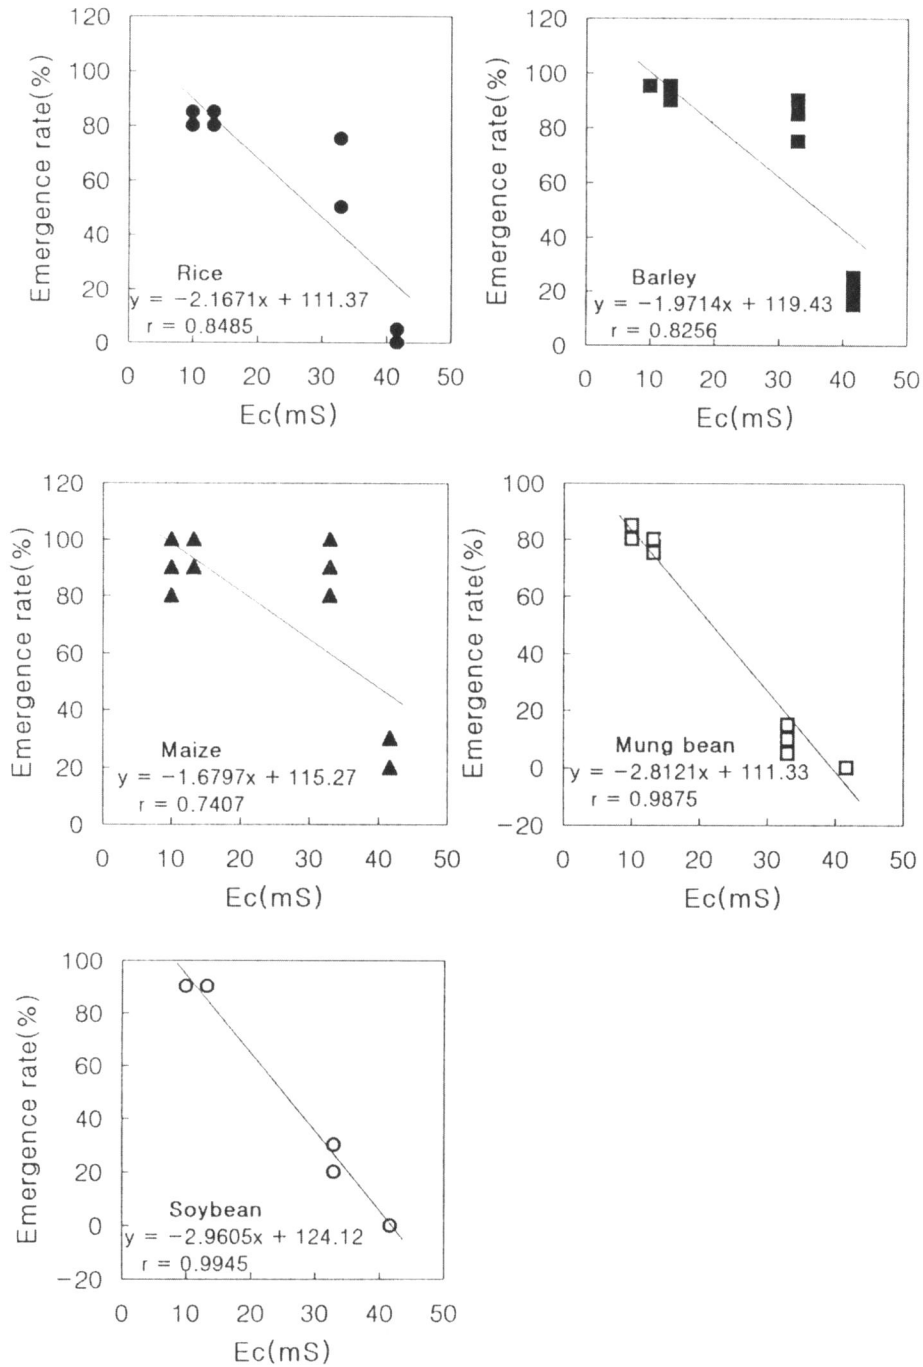 120
100
80
60
40
20
0
Emergence rate(%)
Rice
y = −2.1671x + 111.37
r = 0.8485
0 10 20 30 40 50
Ec(mS)
120
100
80
60
40
20
0
Emergence rate(%)
Barley
y = −1.9714x + 119.43
r = 0.8256
0 10 20 30 40 50
Ec(mS)
120
100
80
60
40
20
0
Emergence rate(%)
Maize
y = −1.6797x + 115.27
r = 0.7407
0 10 20 30 40 50
Ec(mS)
100
80
60
40
20
0
−20
Emergence rate(%)
Mung bean
y = −2.8121x + 111.33
r = 0.9875
0 10 20 30 40 50
Ec(mS)
100
80
60
40
20
0
−20
Emergence rate(%)
Soybean
y = −2.9605x + 124.12
r = 0.9945
0 10 20 30 40 50
Ec(mS)